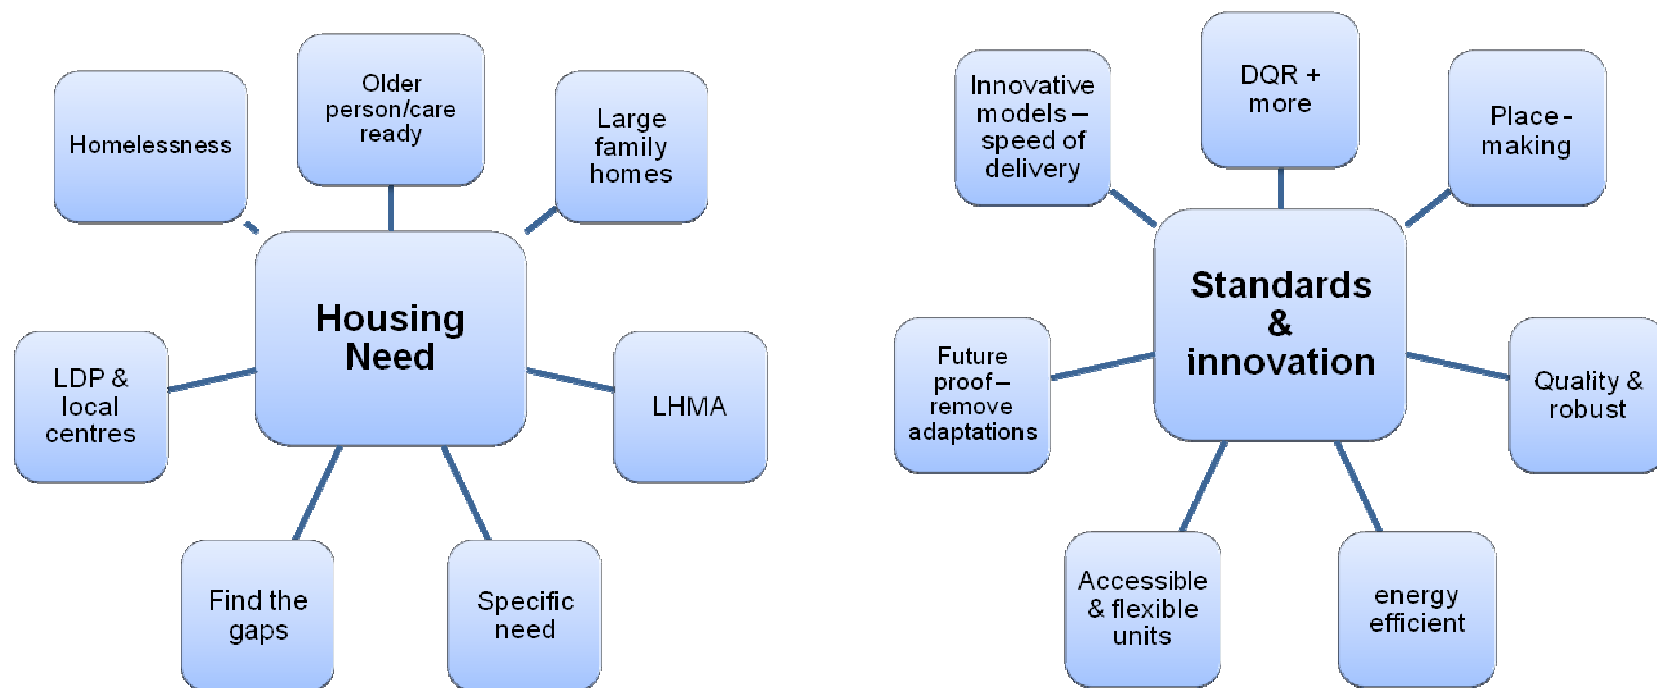 Older
person/care
ready
Homelessness
Large
family
homes
Housing
Need
LDP &
local
centres
LHMA
Find the
gaps
Specific
need
DQR +
more
Innovative
models –
speed of
delivery
Place-
making
Standards
&
innovation
Future
proof –
remove
adaptations
Quality &
robust
Accessible
& flexible
units
energy
efficient